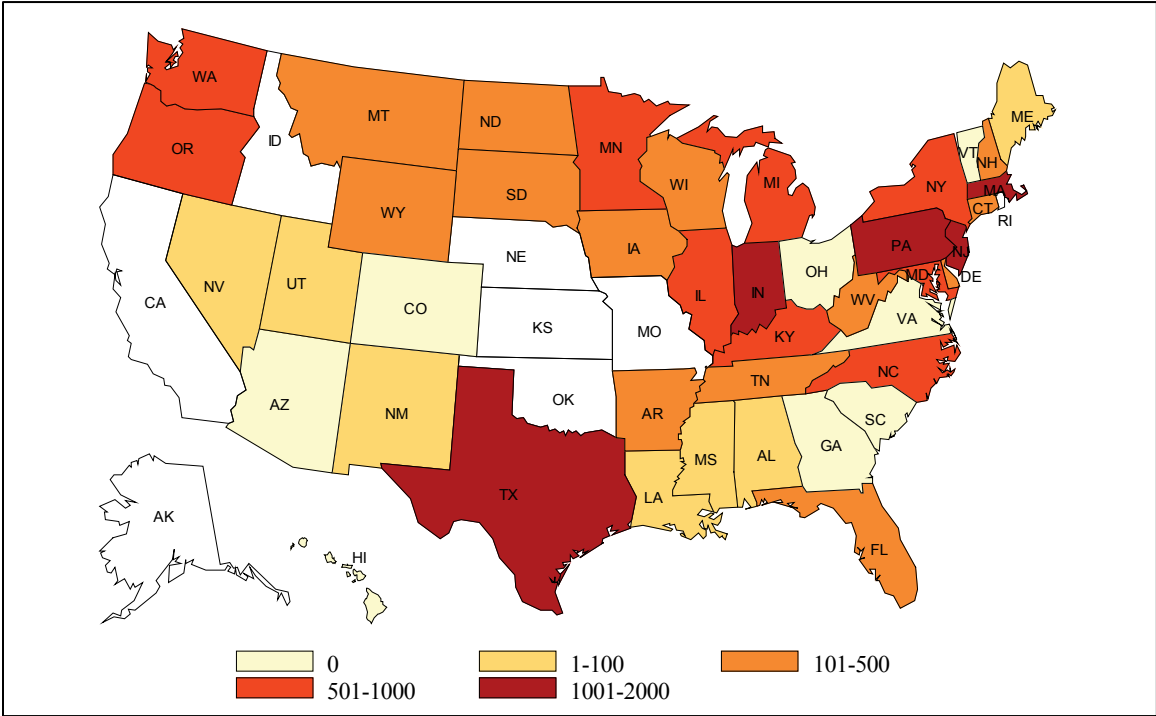 WA
MT
ND
MN
ME
OR
ID
SD
WI
MI
NY
VT
NH
MA
CT
RI
WY
IA
NE
PA
NJ
OH
IN
IL
MD
DE
WV
VA
NV
UT
CO
CA
KS
MO
KY
NC
TN
AZ
NM
OK
AR
SC
GA
MS
AL
LA
TX
AK
HI
FL
0
1-100
101-500
501-1000
1001-2000